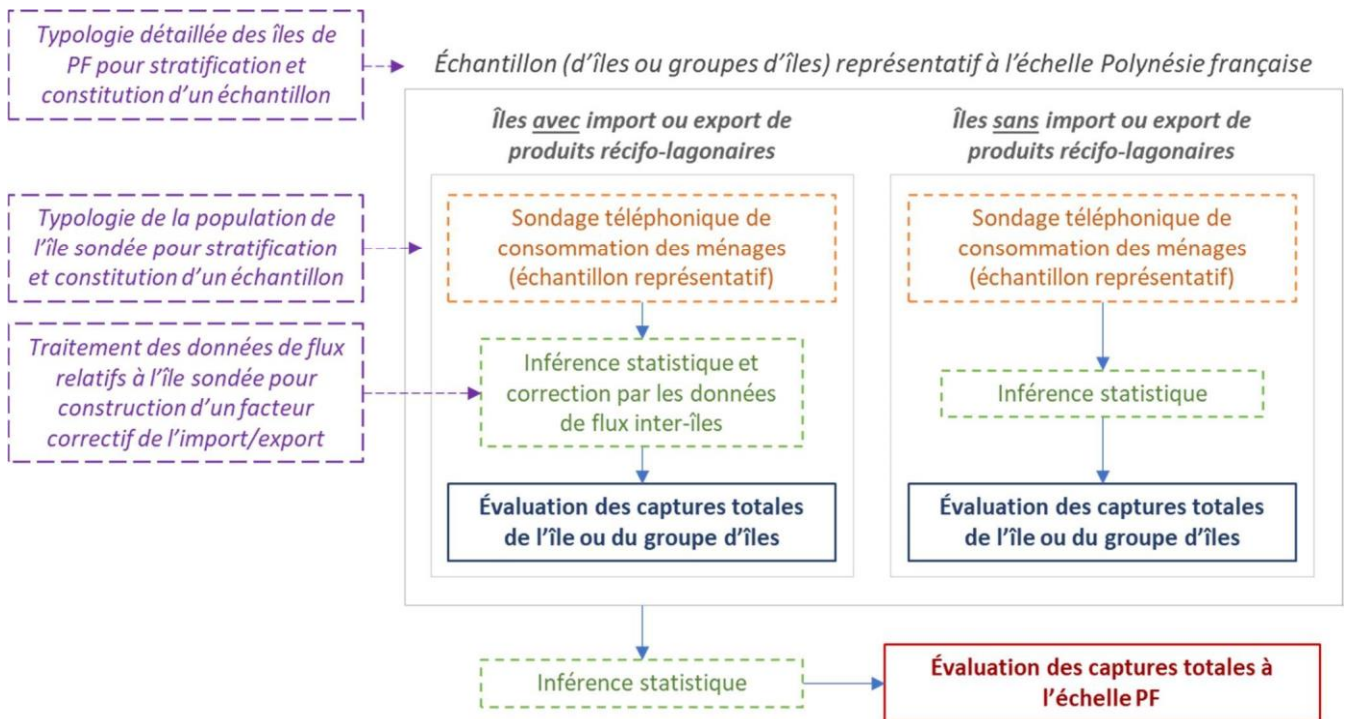 Typologie détaillée des îles de
PF pour stratification et
constitution d'un échantillon
Échantillon (d'îles ou groupes d'îles) représentatif à l'échelle Polynésie française
Îles avec import ou export de
produits récifo-lagonaires
Îles sans import ou export de
produits récifo-lagonaires
Typologie de la population de
l'île sondée pour stratification
et constitution d'un échantillon
Sondage téléphonique de
consommation des ménages
(échantillon représentatif)
Sondage téléphonique de
consommation des ménages
(échantillon représentatif)
Traitement des données de flux
relatifs à l'île sondée pour
construction d'un facteur
correctif de l'import/export
Inférence statistique et
correction par les données
de flux inter-îles
Inférence statistique
Évaluation des captures totales
de l'île ou du groupe d'îles
Évaluation des captures totales
de l'île ou du groupe d'îles
Inférence statistique
Évaluation des captures totales à
l'échelle PF